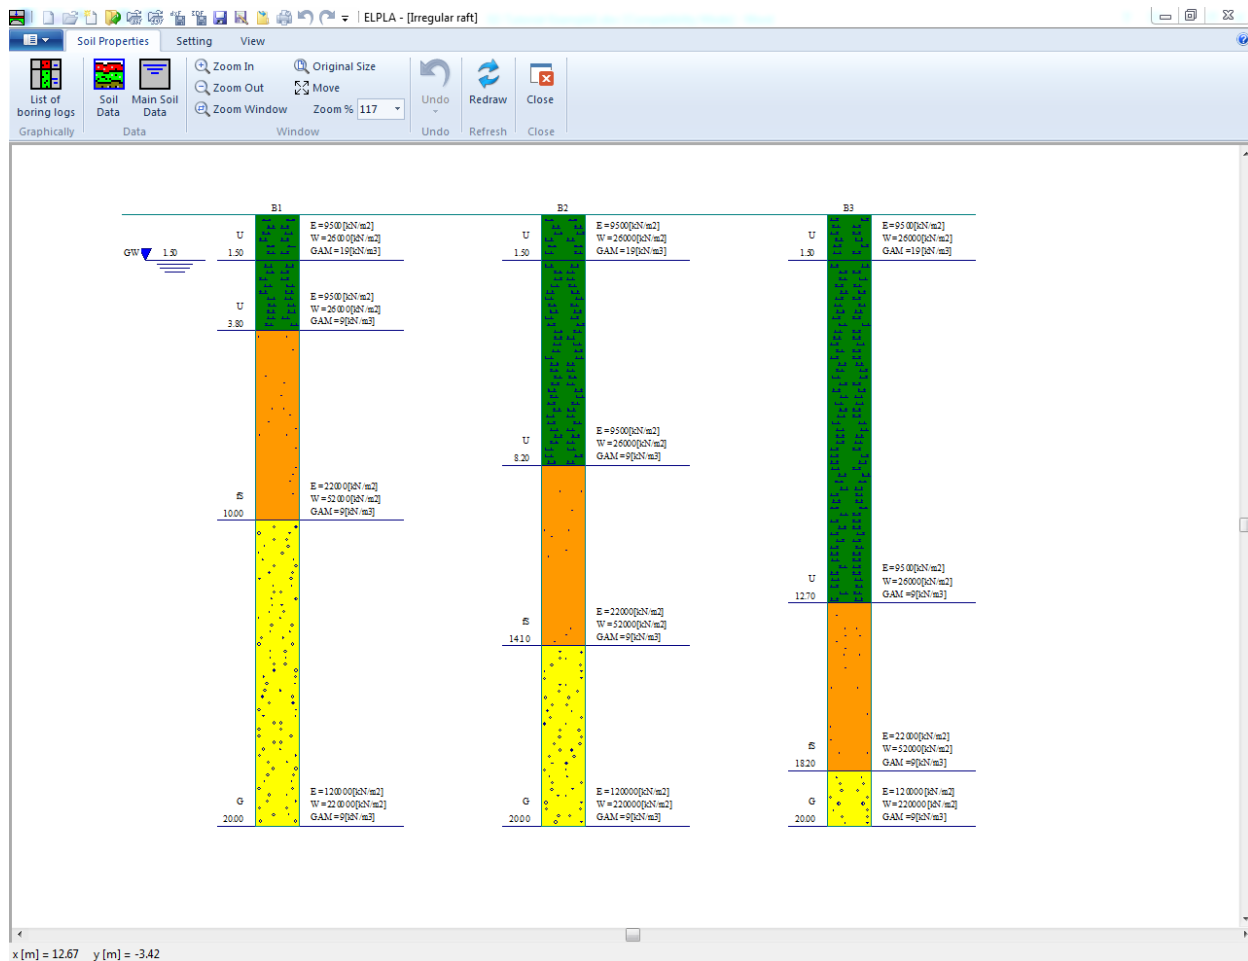 ELPLA - [Irregular raft]
Soil Properties Setting View
Zoom In Original Size
Zoom Out Move
Zoom Window Zoom % 117
List of boring logs
Soil Data
Main Soil Data
Undo
Redraw
Close
Graphically Data Window Undo Refresh Close
B1 B2 B3
U E=9500[kN/m2] U E=9500[kN/m2] U E=9500[kN/m2]
W=26000[kN/m2] W=26000[kN/m2] W=26000[kN/m2]
GW 1.50 1.50 GAM=19[kN/m3] 1.50 GAM=19[kN/m3] 1.50 GAM=19[kN/m3]
E=9500[kN/m2]
U W=26000[kN/m2]
3.80 GAM=9[kN/m3]
E=9500[kN/m2]
U W=26000[kN/m2]
8.20 GAM=9[kN/m3]
E=22000[kN/m2]
fS W=52000[kN/m2]
10.00 GAM=9[kN/m3]
E=9500[kN/m2]
U W=26000[kN/m2]
12.70 GAM=9[kN/m3]
E=22000[kN/m2]
fS W=52000[kN/m2]
14.10 GAM=9[kN/m3]
E=22000[kN/m2]
fS W=52000[kN/m2]
18.20 GAM=9[kN/m3]
E=120000[kN/m2] E=120000[kN/m2] E=120000[kN/m2]
G W=220000[kN/m2] G W=220000[kN/m2] G W=220000[kN/m2]
20.00 GAM=9[kN/m3] 20.00 GAM=9[kN/m3] 20.00 GAM=9[kN/m3]
x [m] = 12.67 y [m] = -3.42